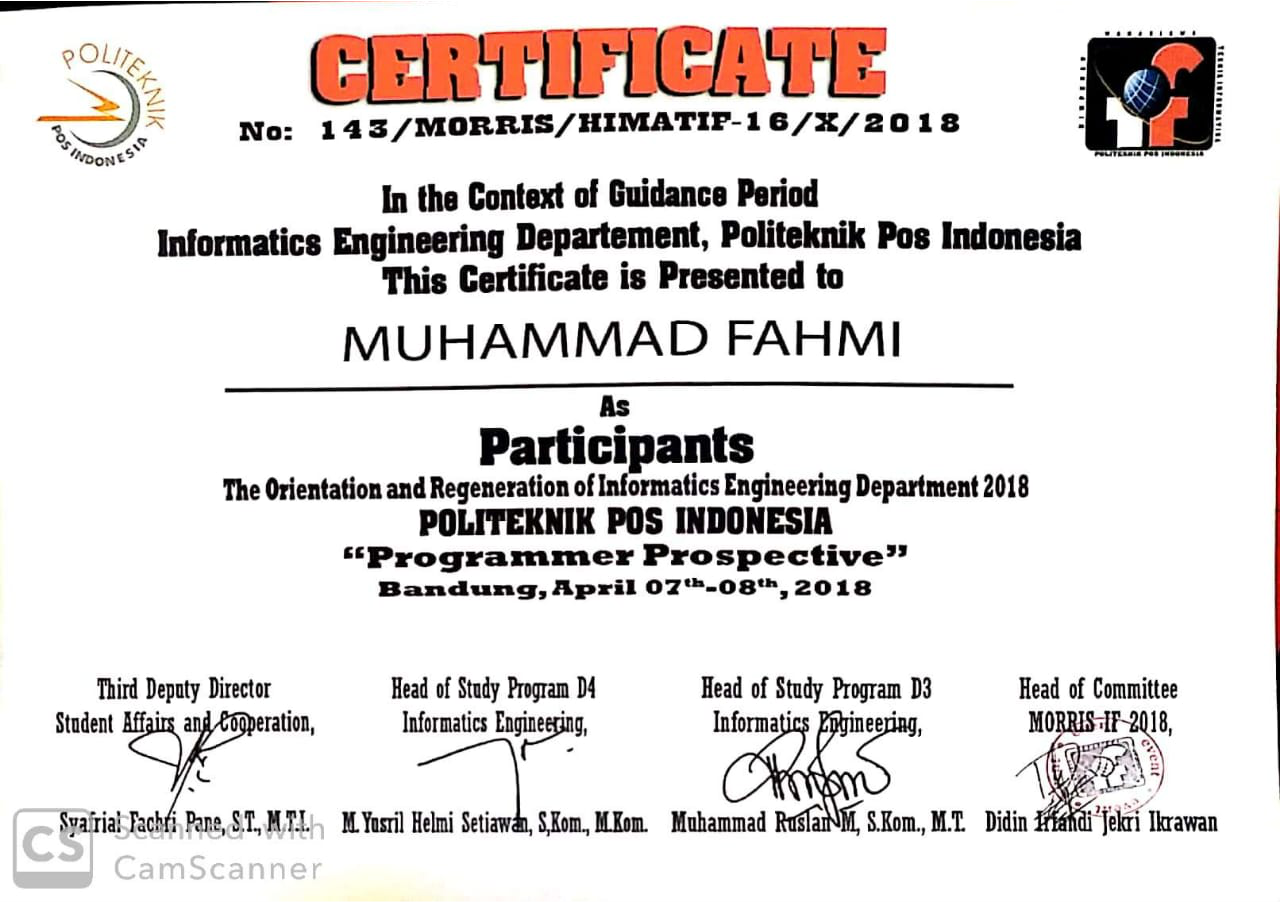 POLITEKNIK
POS INDONESIA
CERTIFICATE
No: 143/MORRIS/HIMATIF-16/X/2018
MAHASISWA
HIMPUNAN
TEKNIK INFORMATIKA
POLITEKNIK POS INDONESIA
In the Context of Guidance Period
Informatics Engineering Departement, Politeknik Pos Indonesia
This Certificate is Presented to
MUHAMMAD FAHMI
As
Participants
The Orientation and Regeneration of Informatics Engineering Department 2018
POLITEKNIK POS INDONESIA
“Programmer Prospective”
Bandung, April 07th-08th, 2018
Third Deputy Director
Student Affairs and Cooperation,
Syafrial Fachri Pane, S.T., M.T.I.
Head of Study Program D4
Informatics Engineering,
M. Yusril Helmi Setiawan, S,Kom., M.Kom.
Head of Study Program D3
Informatics Engineering,
Muhammad Ruslan M, S.Kom., M.T.
Head of Committee
MORRIS-IF 2018,
event
Didin Irfandi Jekri Ikrawan
CS Scanned with
CamScanner